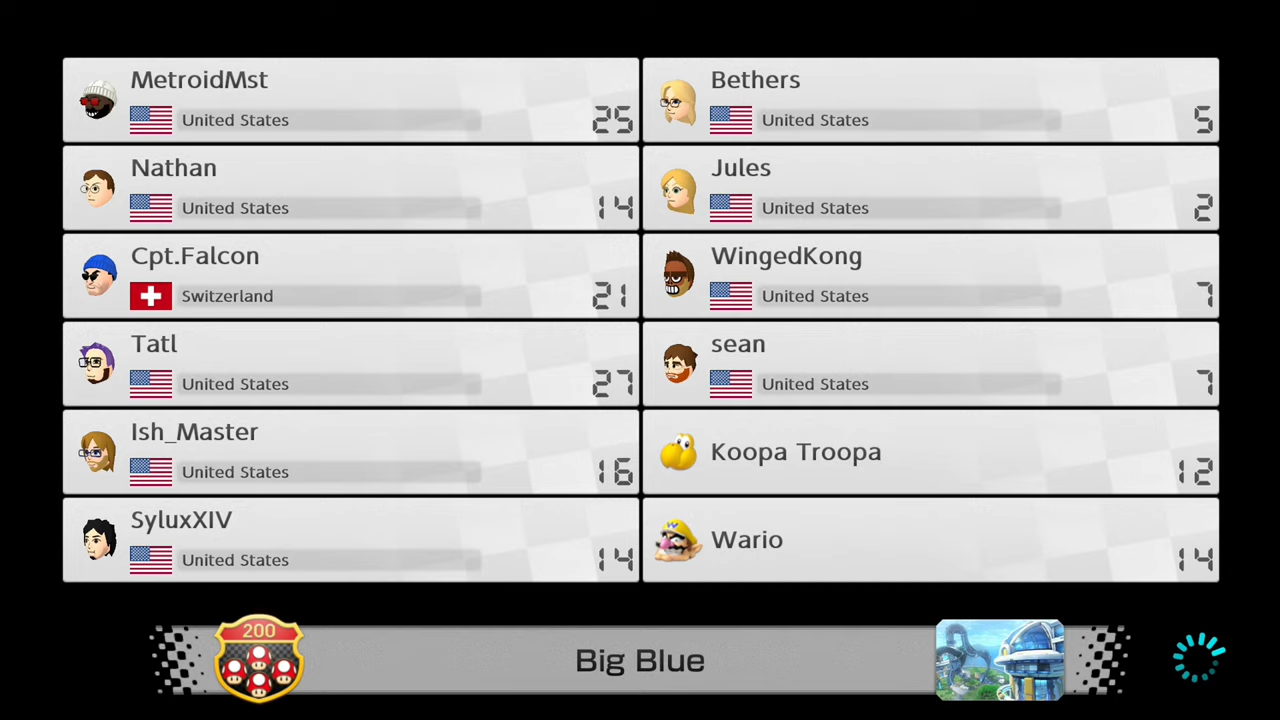 MetroidMst
United States
25
Nathan
United States
14
Cpt.Falcon
Switzerland
21
Tatl
United States
27
Ish_Master
United States
16
SyluxXIV
United States
14
Bethers
United States
5
Jules
United States
2
WingedKong
United States
7
sean
United States
7
Koopa Troopa
12
W
Wario
14
200
Big Blue